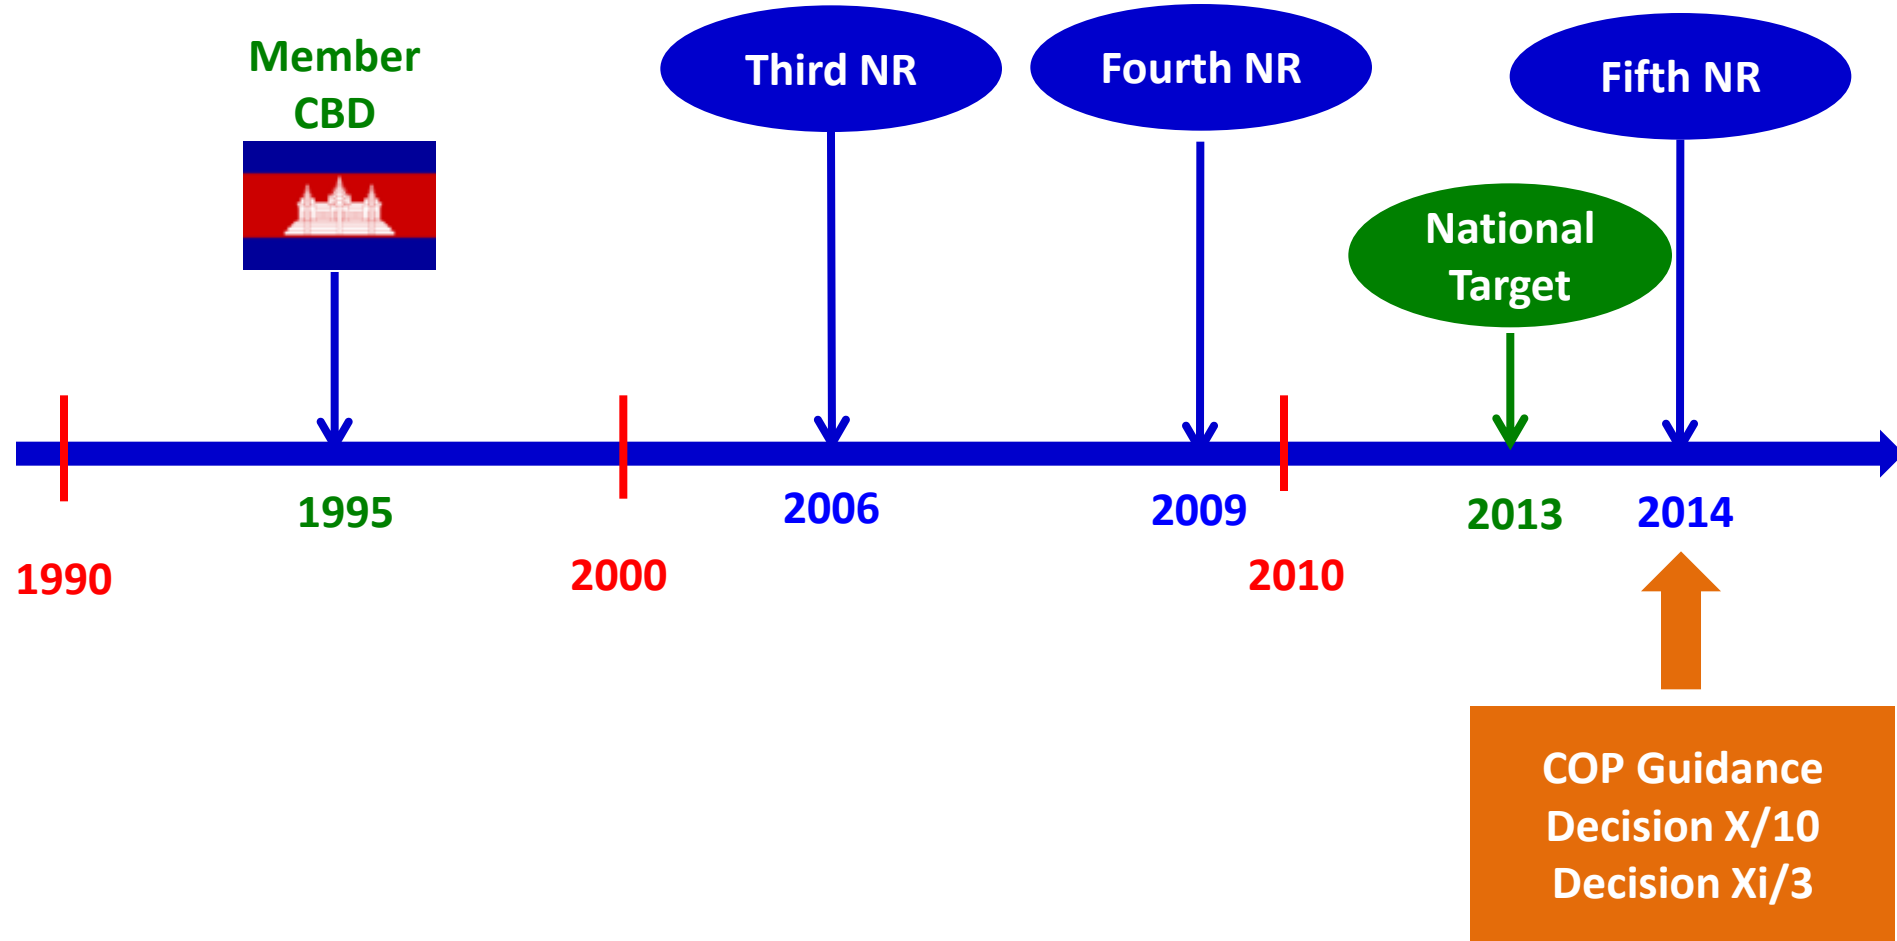 Member
CBD
Third NR
Fourth NR
Fifth NR
National
Target
1995
2006
2009
2013
2014
1990
2000
2010
COP Guidance
Decision X/10
Decision Xi/3